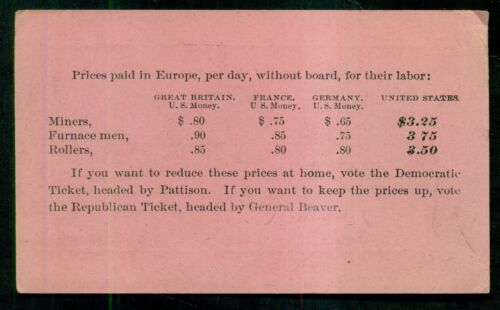 Prices paid in Europe, per day, without board, for their labor:
GREAT BRITAIN. FRANCE. GERMANY. UNITED STATES.
U. S. Money. U. S. Money. U. S. Money.
Miners, $ .80 $ .75 $ .65 $3.25
Furnace men, .90 .85 .75 3 75
Rollers, .85 .80 .80 3.50
If you want to reduce these prices at home, vote the Democratic
Ticket, headed by Pattison. If you want to keep the prices up, vote
the Republican Ticket, headed by General Beaver.